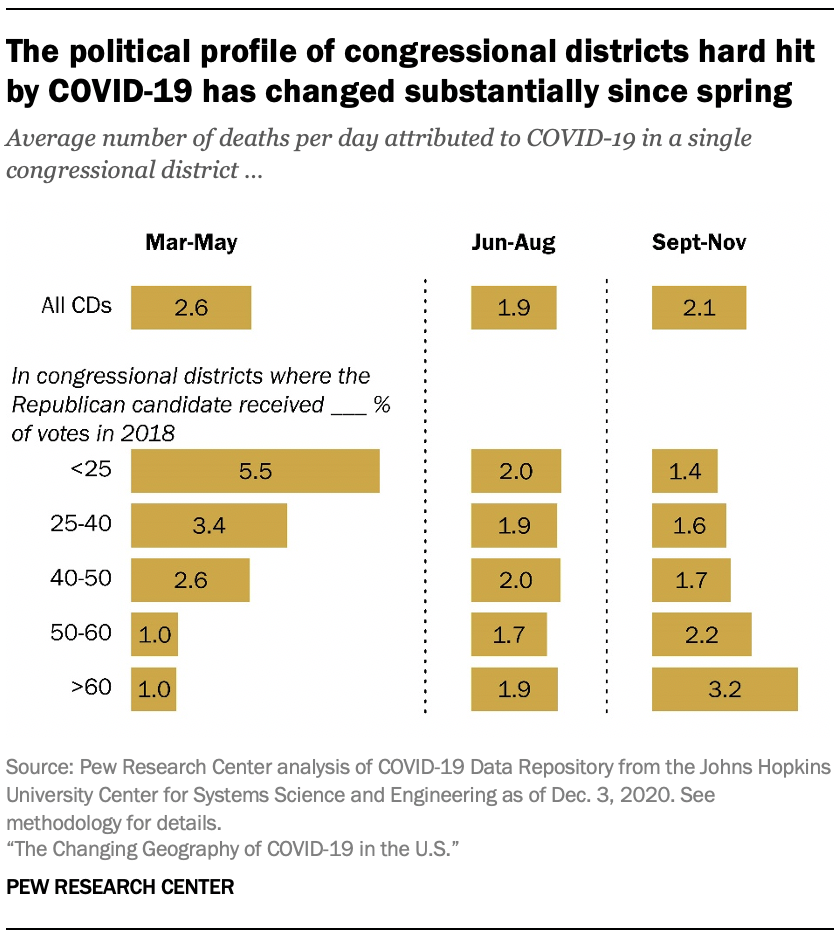 The political profile of congressional districts hard hit
by COVID-19 has changed substantially since spring
Average number of deaths per day attributed to COVID-19 in a single
congressional district ...
Mar-May Jun-Aug Sept-Nov
All CDs 2.6 1.9 2.1
In congressional districts where the
Republican candidate received ___ %
of votes in 2018
<25 5.5 2.0 1.4
25-40 3.4 1.9 1.6
40-50 2.6 2.0 1.7
50-60 1.0 1.7 2.2
>60 1.0 1.9 3.2
Source: Pew Research Center analysis of COVID-19 Data Repository from the Johns Hopkins
University Center for Systems Science and Engineering as of Dec. 3, 2020. See
methodology for details.
“The Changing Geography of COVID-19 in the U.S.”
PEW RESEARCH CENTER